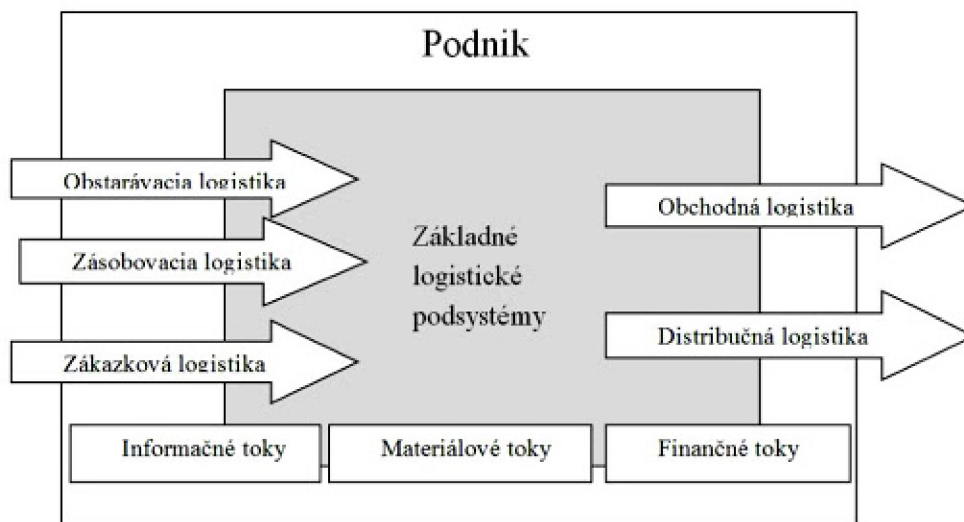 Podnik
Obstarávacia logistika
Zásobovacia logistika
Zákazková logistika
Základné
logistické
podsystémy
Obchodná logistika
Distribučná logistika
Informačné toky
Materiálové toky
Finančné toky